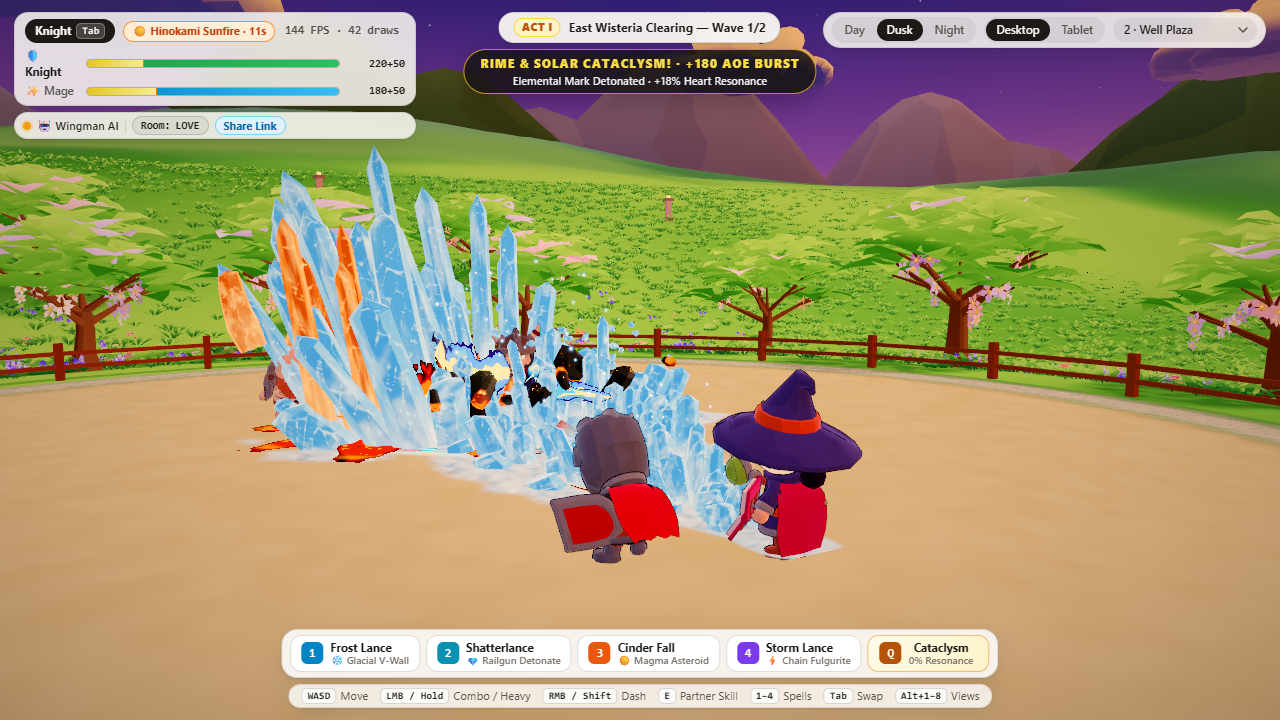 Knight Tab Hinokami Sunfire · 11s 144 FPS · 42 draws
Knight 220+50
Mage 180+50
Wingman AI Room: LOVE Share Link
ACT I East Wisteria Clearing — Wave 1/2
RIME & SOLAR CATACLYSM! · +180 AOE BURST
Elemental Mark Detonated · +18% Heart Resonance
Day Dusk Night Desktop Tablet 2 · Well Plaza
1 Frost Lance
Glacial V-Wall
2 Shatterlance
Railgun Detonate
3 Cinder Fall
Magma Asteroid
4 Storm Lance
Chain Fulgurite
Q Cataclysm
0% Resonance
WASD Move LMB / Hold Combo / Heavy RMB / Shift Dash E Partner Skill 1–4 Spells Tab Swap Alt+1–8 Views